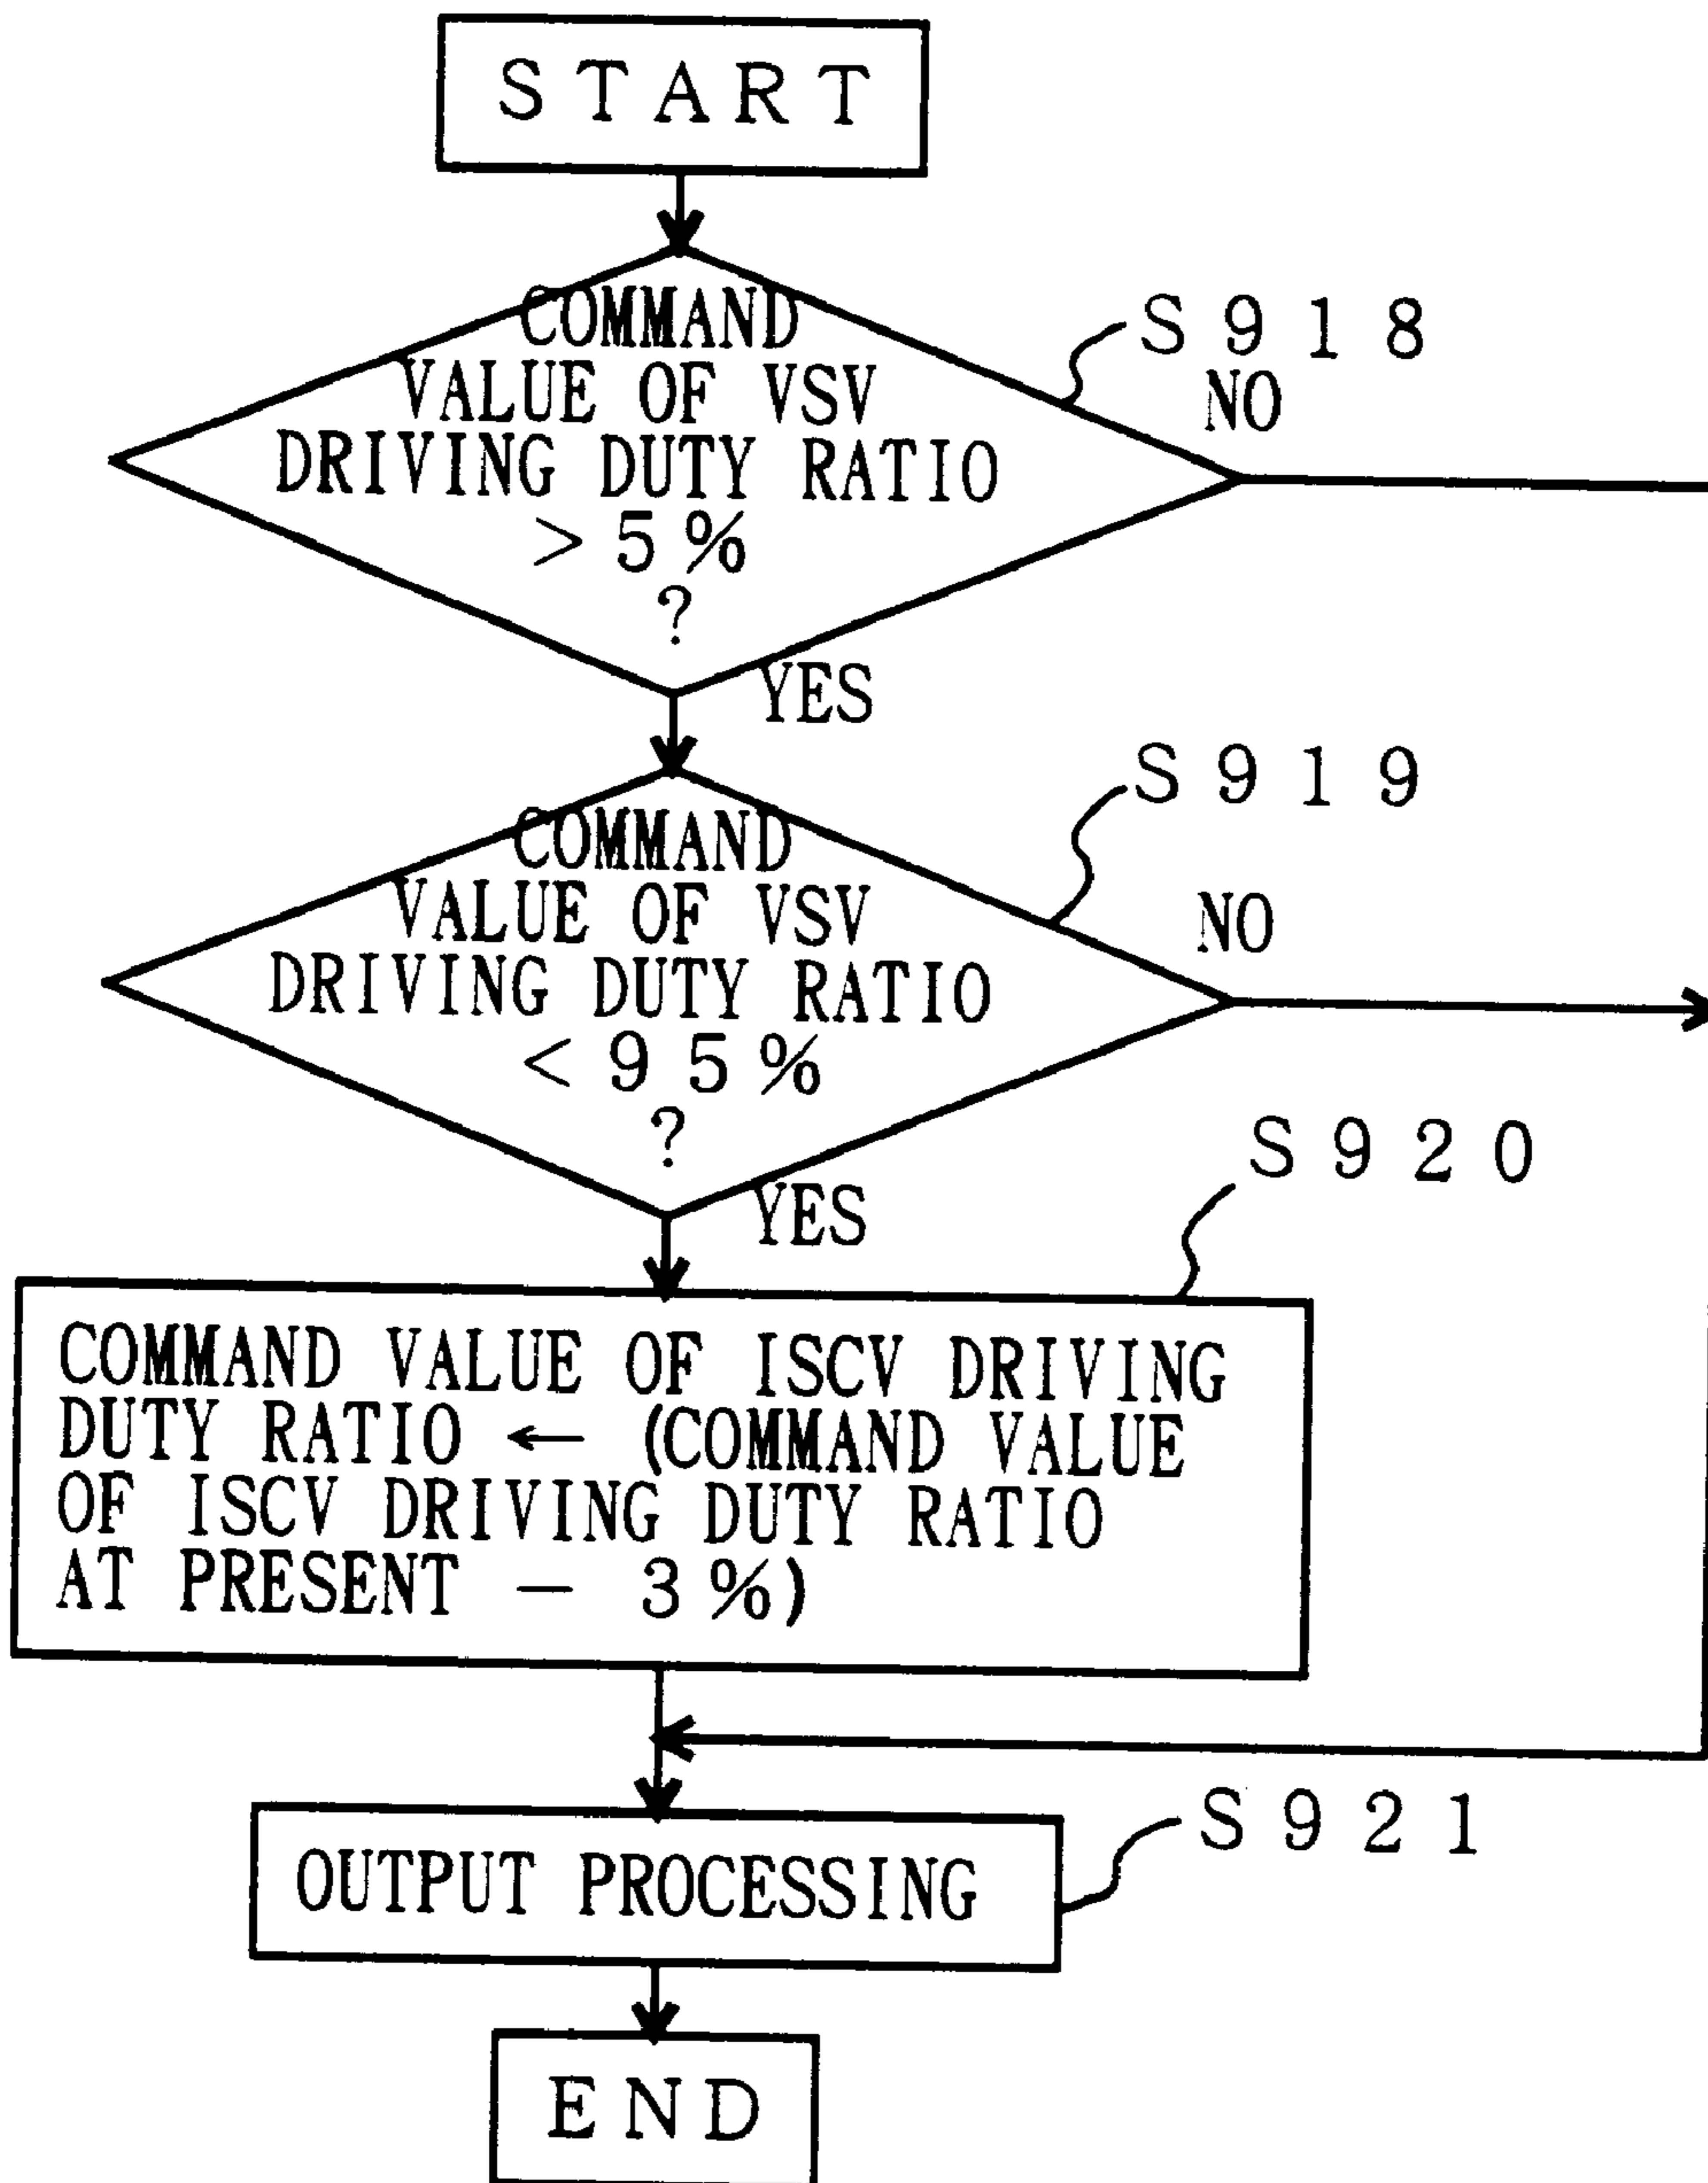 START
COMMAND
VALUE OF VSV
DRIVING DUTY RATIO
> 5%
?
S918
NO
YES
COMMAND
VALUE OF VSV
DRIVING DUTY RATIO
< 95%
?
S919
NO
YES
S920
COMMAND VALUE OF ISCV DRIVING
DUTY RATIO ← (COMMAND VALUE
OF ISCV DRIVING DUTY RATIO
AT PRESENT － 3%)
OUTPUT PROCESSING
S921
END